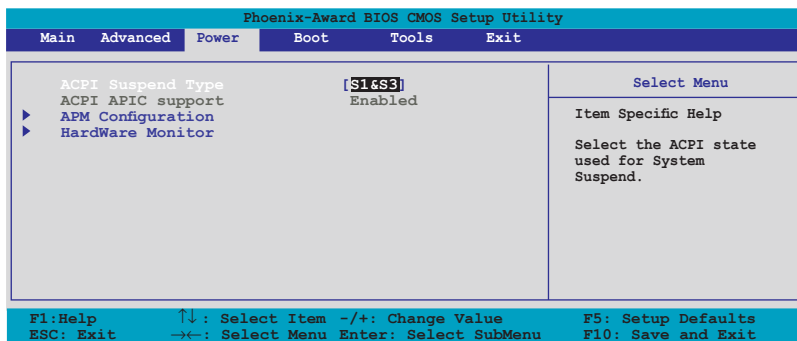 Phoenix-Award BIOS CMOS Setup Utility
Main Advanced Power Boot Tools Exit
ACPI Suspend Type [S1&S3]
ACPI APIC support Enabled
APM Configuration
HardWare Monitor
Select Menu
Item Specific Help
Select the ACPI state
used for System
Suspend.
F1:Help ↑↓: Select Item -/+: Change Value F5: Setup Defaults
ESC: Exit →←: Select Menu Enter: Select SubMenu F10: Save and Exit